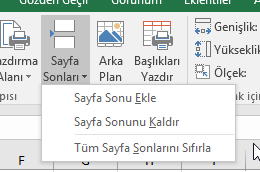 Gözden Geçir Görünüm Eklentiler
Sayfa Sonları
Arka Plan
Başlıkları Yazdır
Genişlik:
Yükseklik
Ölçek:
Alanı
Sayfa Sonu Ekle
Sayfa Sonunu Kaldır
Tüm Sayfa Sonlarını Sıfırla
F